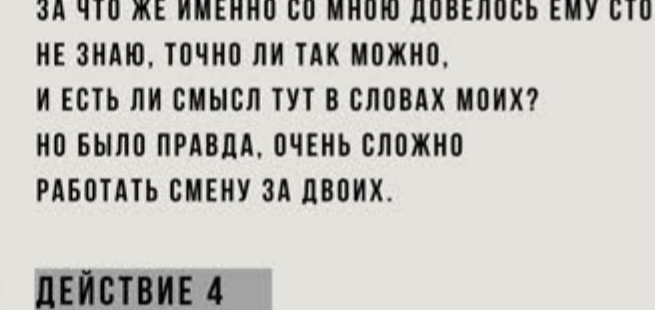 ЗА ЧТО ЖЕ ИМЕННО СО МНОЮ ДОВЕЛОСЬ ЕМУ СТО
НЕ ЗНАЮ, ТОЧНО ЛИ ТАК МОЖНО,
И ЕСТЬ ЛИ СМЫСЛ ТУТ В СЛОВАХ МОИХ?
НО БЫЛО ПРАВДА, ОЧЕНЬ СЛОЖНО
РАБОТАТЬ СМЕНУ ЗА ДВОИХ.
ДЕЙСТВИЕ 4